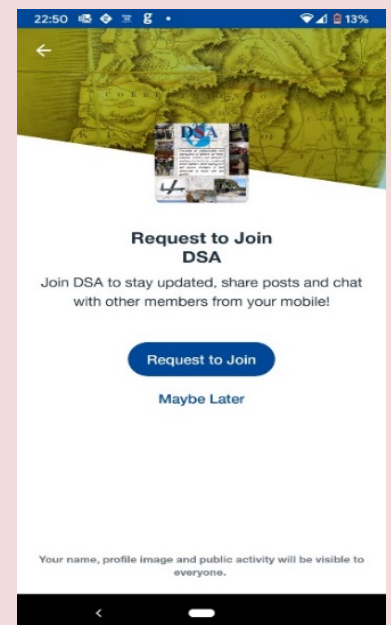 22:50
13%
DSA
Request to Join
DSA
Join DSA to stay updated, share posts and chat
with other members from your mobile!
Request to Join
Maybe Later
Your name, profile image and public activity will be visible to
everyone.